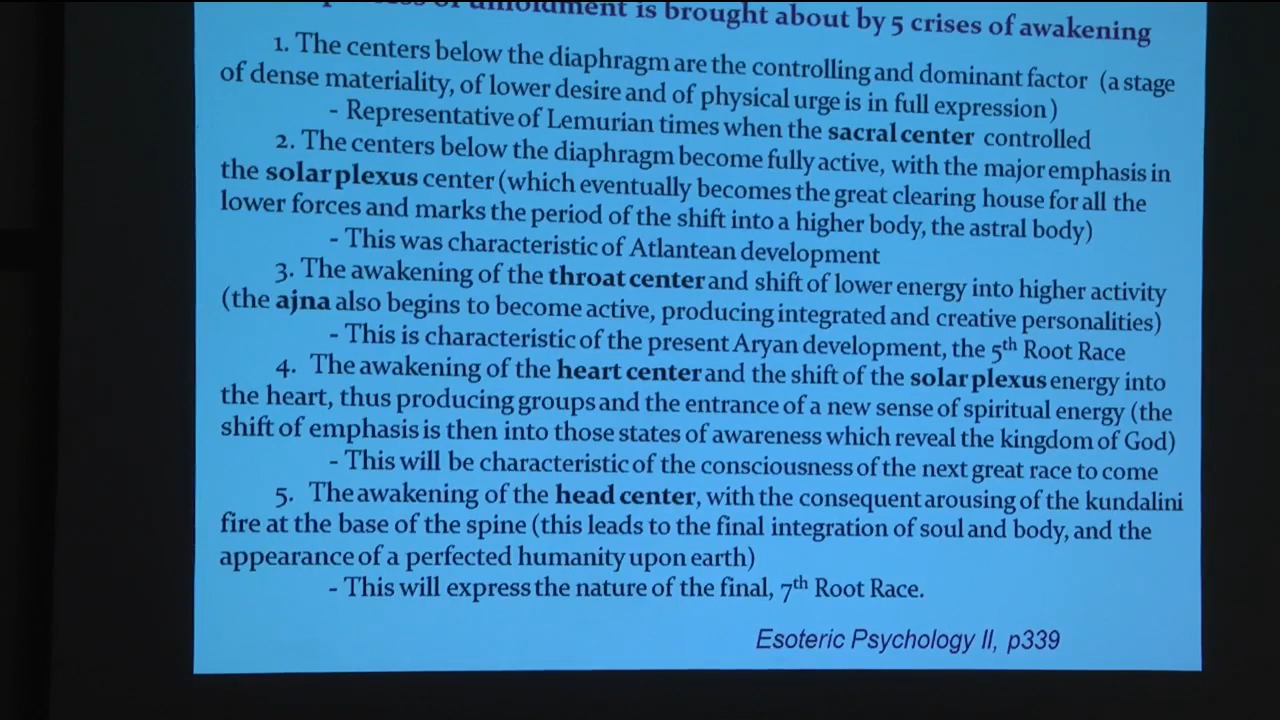 of unfoldment is brought about by 5 crises of awakening
1. The centers below the diaphragm are the controlling and dominant factor (a stage
of dense materiality, of lower desire and of physical urge is in full expression)
- Representative of Lemurian times when the sacral center controlled
2. The centers below the diaphragm become fully active, with the major emphasis in
the solar plexus center (which eventually becomes the great clearing house for all the
lower forces and marks the period of the shift into a higher body, the astral body)
- This was characteristic of Atlantean development
3. The awakening of the throat center and shift of lower energy into higher activity
(the ajna also begins to become active, producing integrated and creative personalities)
- This is characteristic of the present Aryan development, the 5th Root Race
4. The awakening of the heart center and the shift of the solar plexus energy into
the heart, thus producing groups and the entrance of a new sense of spiritual energy (the
shift of emphasis is then into those states of awareness which reveal the kingdom of God)
- This will be characteristic of the consciousness of the next great race to come
5. The awakening of the head center, with the consequent arousing of the kundalini
fire at the base of the spine (this leads to the final integration of soul and body, and the
appearance of a perfected humanity upon earth)
- This will express the nature of the final, 7th Root Race.
Esoteric Psychology II, p339